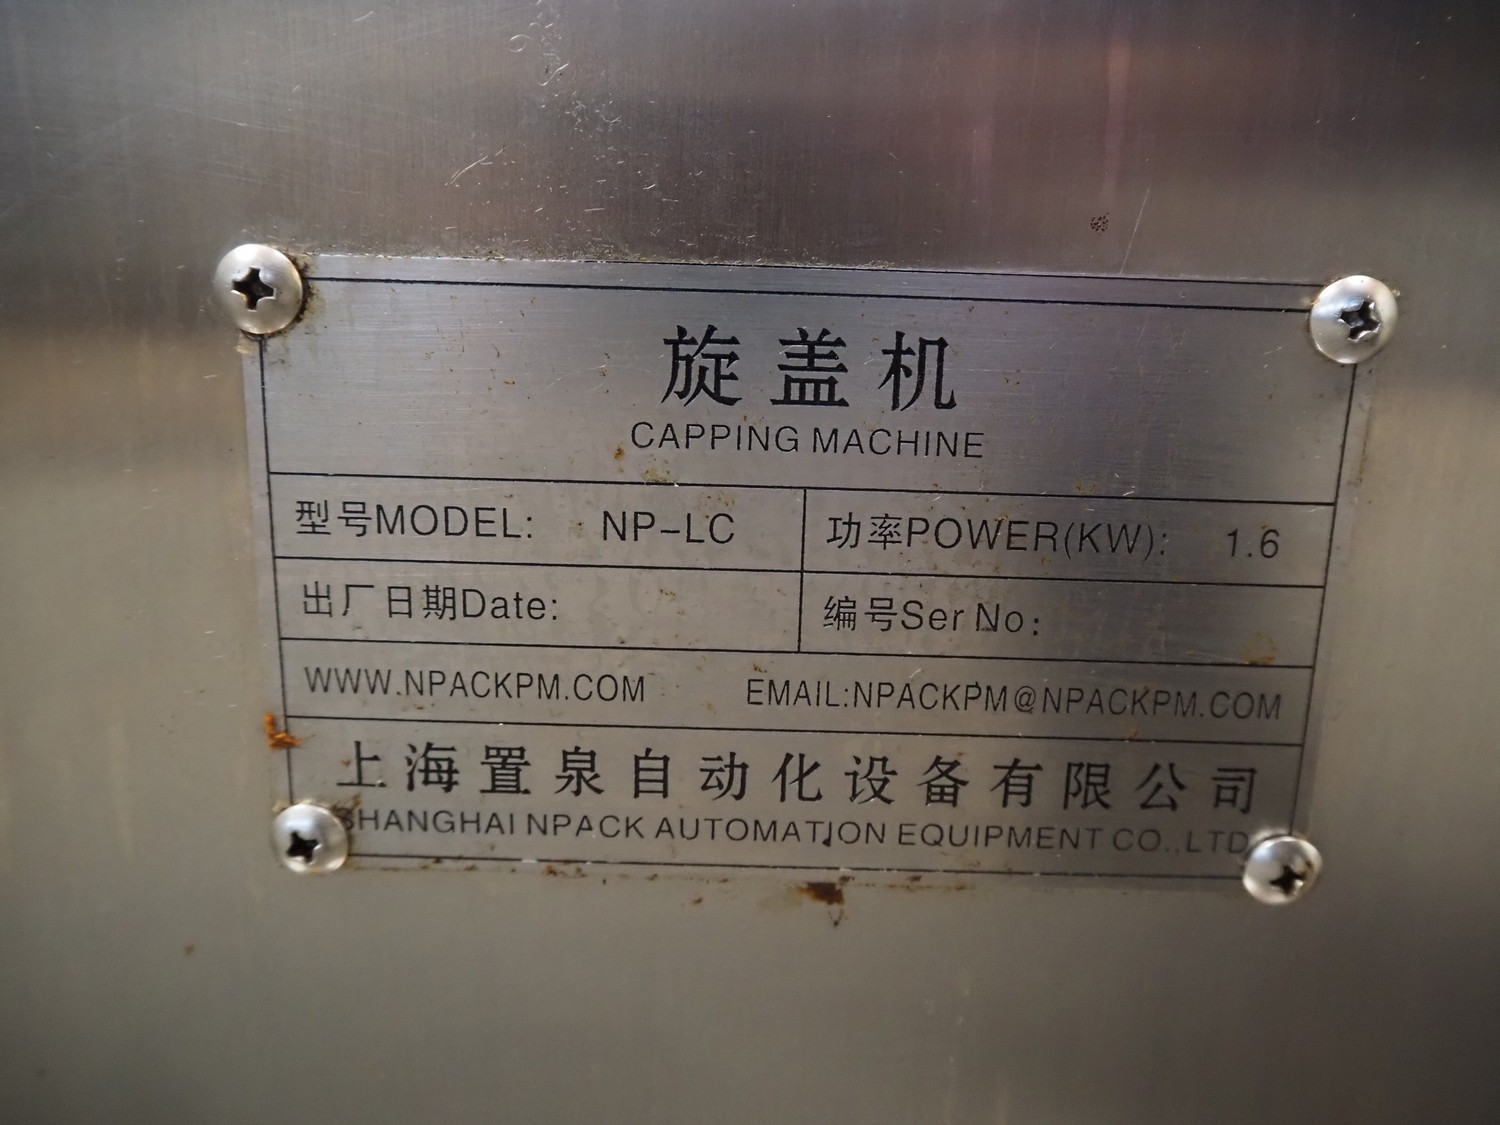 旋盖机
CAPPING MACHINE
型号MODEL: NP-LC 功率POWER(KW): 1.6
出厂日期Date: 编号Ser No:
WWW.NPACKPM.COM EMAIL:NPACKPM@NPACKPM.COM
上海置泉自动化设备有限公司
SHANGHAI NPACK AUTOMATION EQUIPMENT CO.,LTD